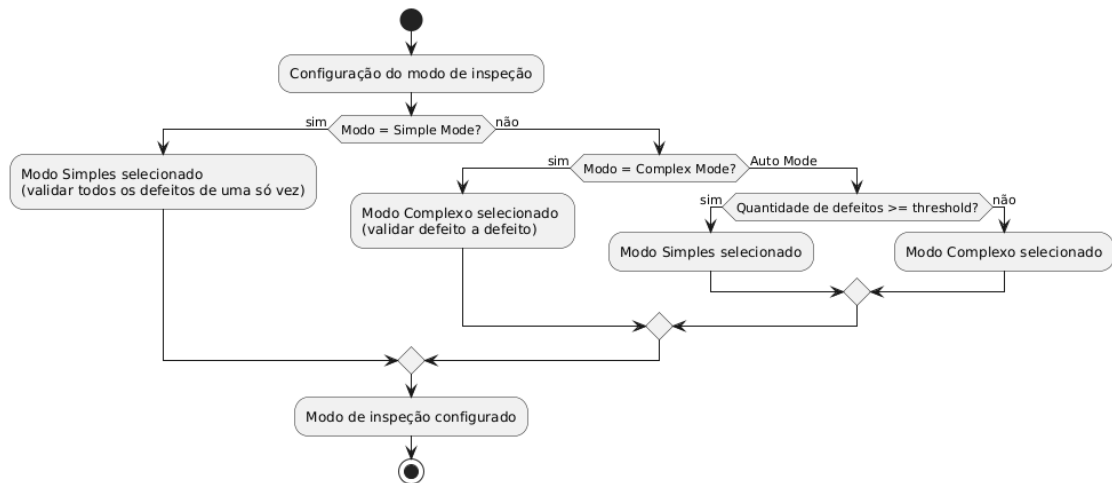 Configuração do modo de inspeção
sim
Modo = Simple Mode?
não
Modo Simples selecionado
(validar todos os defeitos de uma só vez)
sim
Modo = Complex Mode?
Auto Mode
Modo Complexo selecionado
(validar defeito a defeito)
sim
Quantidade de defeitos >= threshold?
não
Modo Simples selecionado
Modo Complexo selecionado
Modo de inspeção configurado